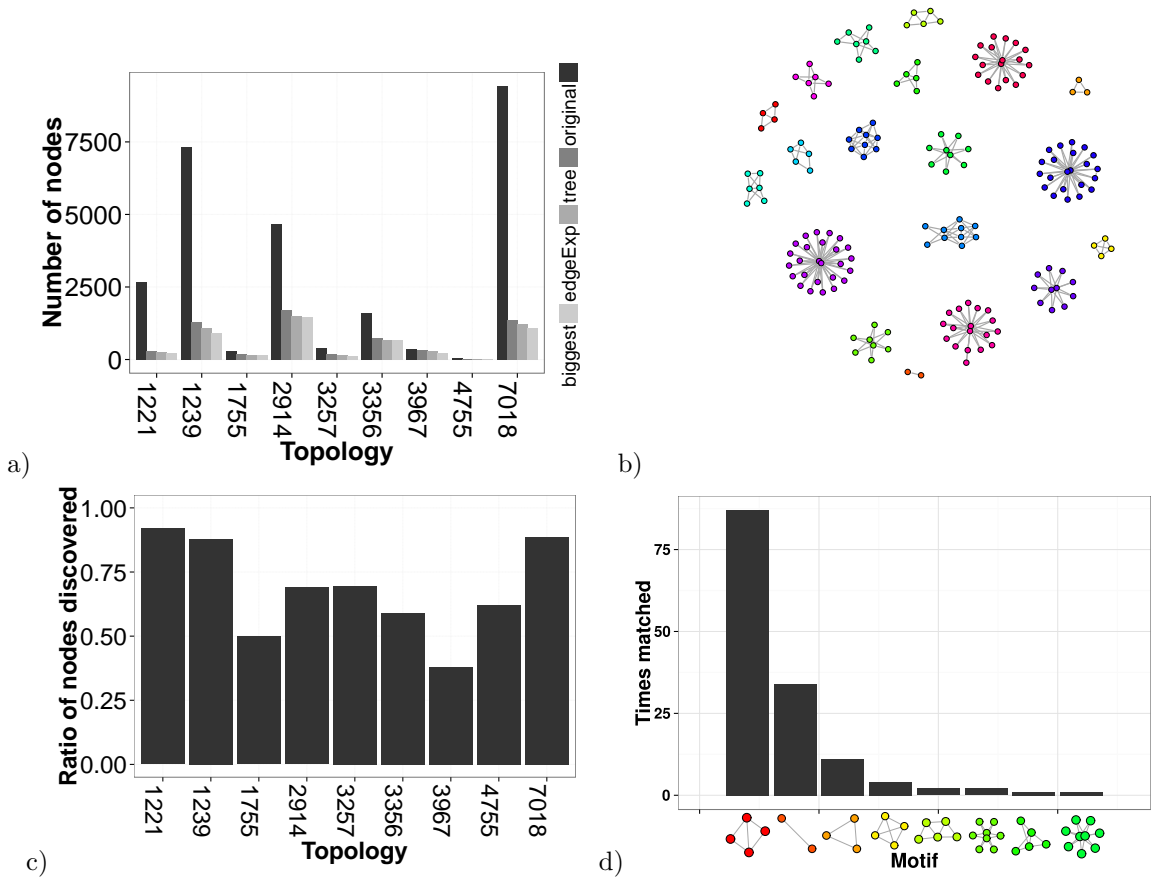 Number of nodes
7500
5000
2500
0
1221
1239
1755
2914
3257
3356
3967
4755
7018
Topology
biggest edgeExp tree original
a)
b)
Ratio of nodes discovered
1.00
0.75
0.50
0.25
0.00
1221
1239
1755
2914
3257
3356
3967
4755
7018
Topology
c)
Times matched
75
50
25
0
Motif
d)